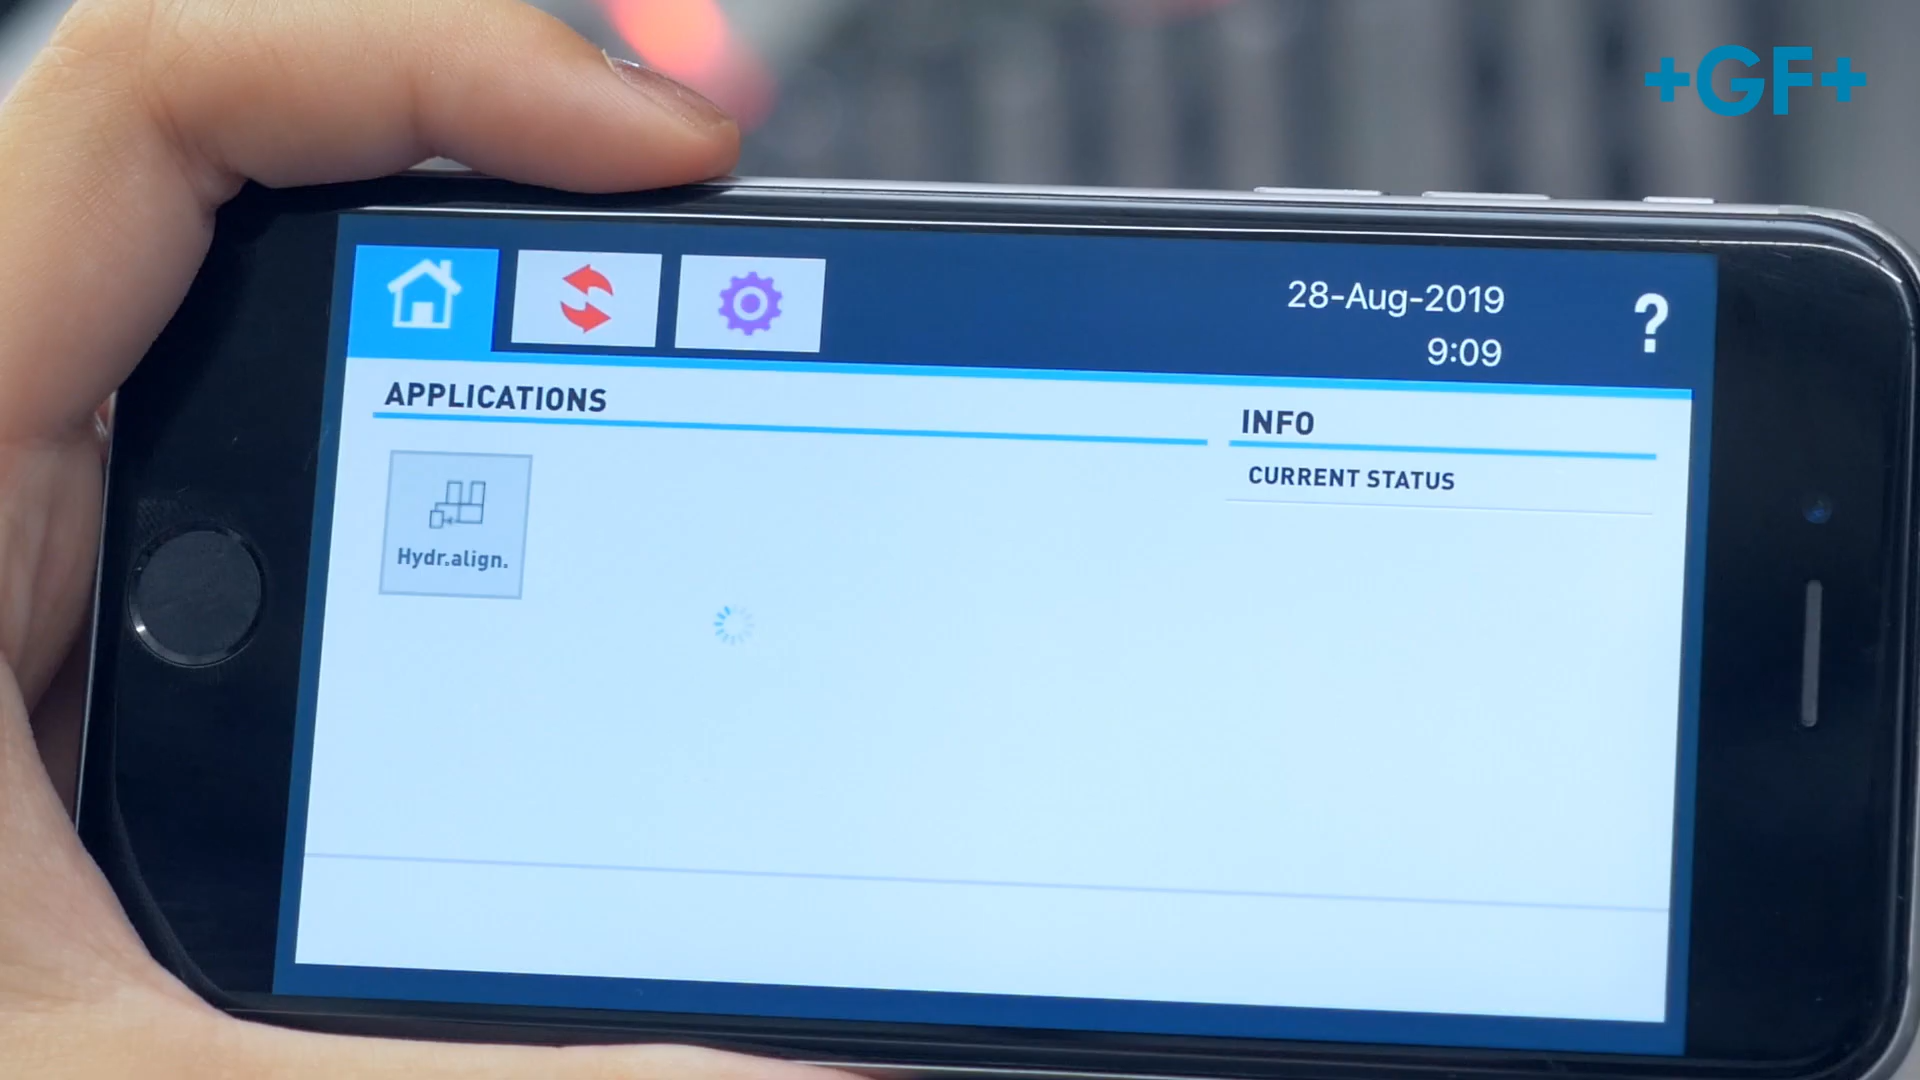 +GF+
28-Aug-2019
9:09
?
APPLICATIONS
INFO
CURRENT STATUS
Hydr.align.